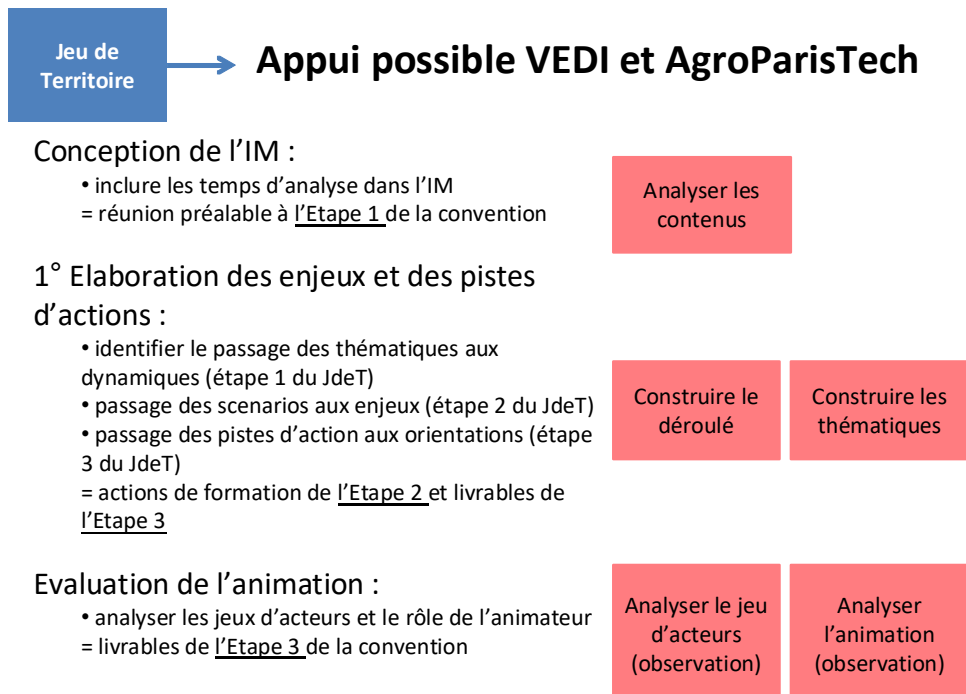 Jeu de
Territoire
Appui possible VEDI et AgroParisTech
Conception de l’IM :
• inclure les temps d’analyse dans l’IM
= réunion préalable à l’Etape 1 de la convention
Analyser les
contenus
1° Elaboration des enjeux et des pistes
d’actions :
• identifier le passage des thématiques aux
dynamiques (étape 1 du JdeT)
• passage des scenarios aux enjeux (étape 2 du JdeT)
• passage des pistes d’action aux orientations (étape
3 du JdeT)
= actions de formation de l’Etape 2 et livrables de
l’Etape 3
Construire le
déroulé
Construire les
thématiques
Evaluation de l’animation :
• analyser les jeux d’acteurs et le rôle de l’animateur
= livrables de l’Etape 3 de la convention
Analyser le jeu
d’acteurs
(observation)
Analyser
l’animation
(observation)